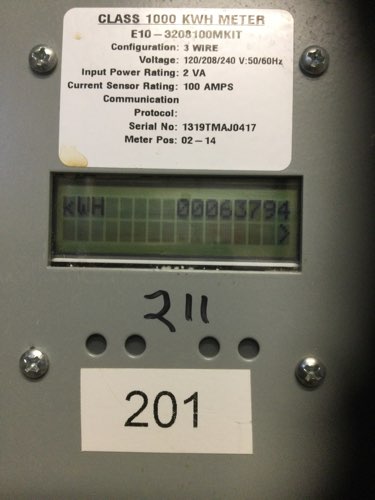 CLASS 1000 KWH METER
E10-3208100MKIT
Configuration: 3 WIRE
Voltage: 120/208/240 V:50/60Hz
Input Power Rating: 2 VA
Current Sensor Rating: 100 AMPS
Communication
Protocol:
Serial No: 1319TMAJ0417
Meter Pos: 02-14
kWH 00063794
>
211
201